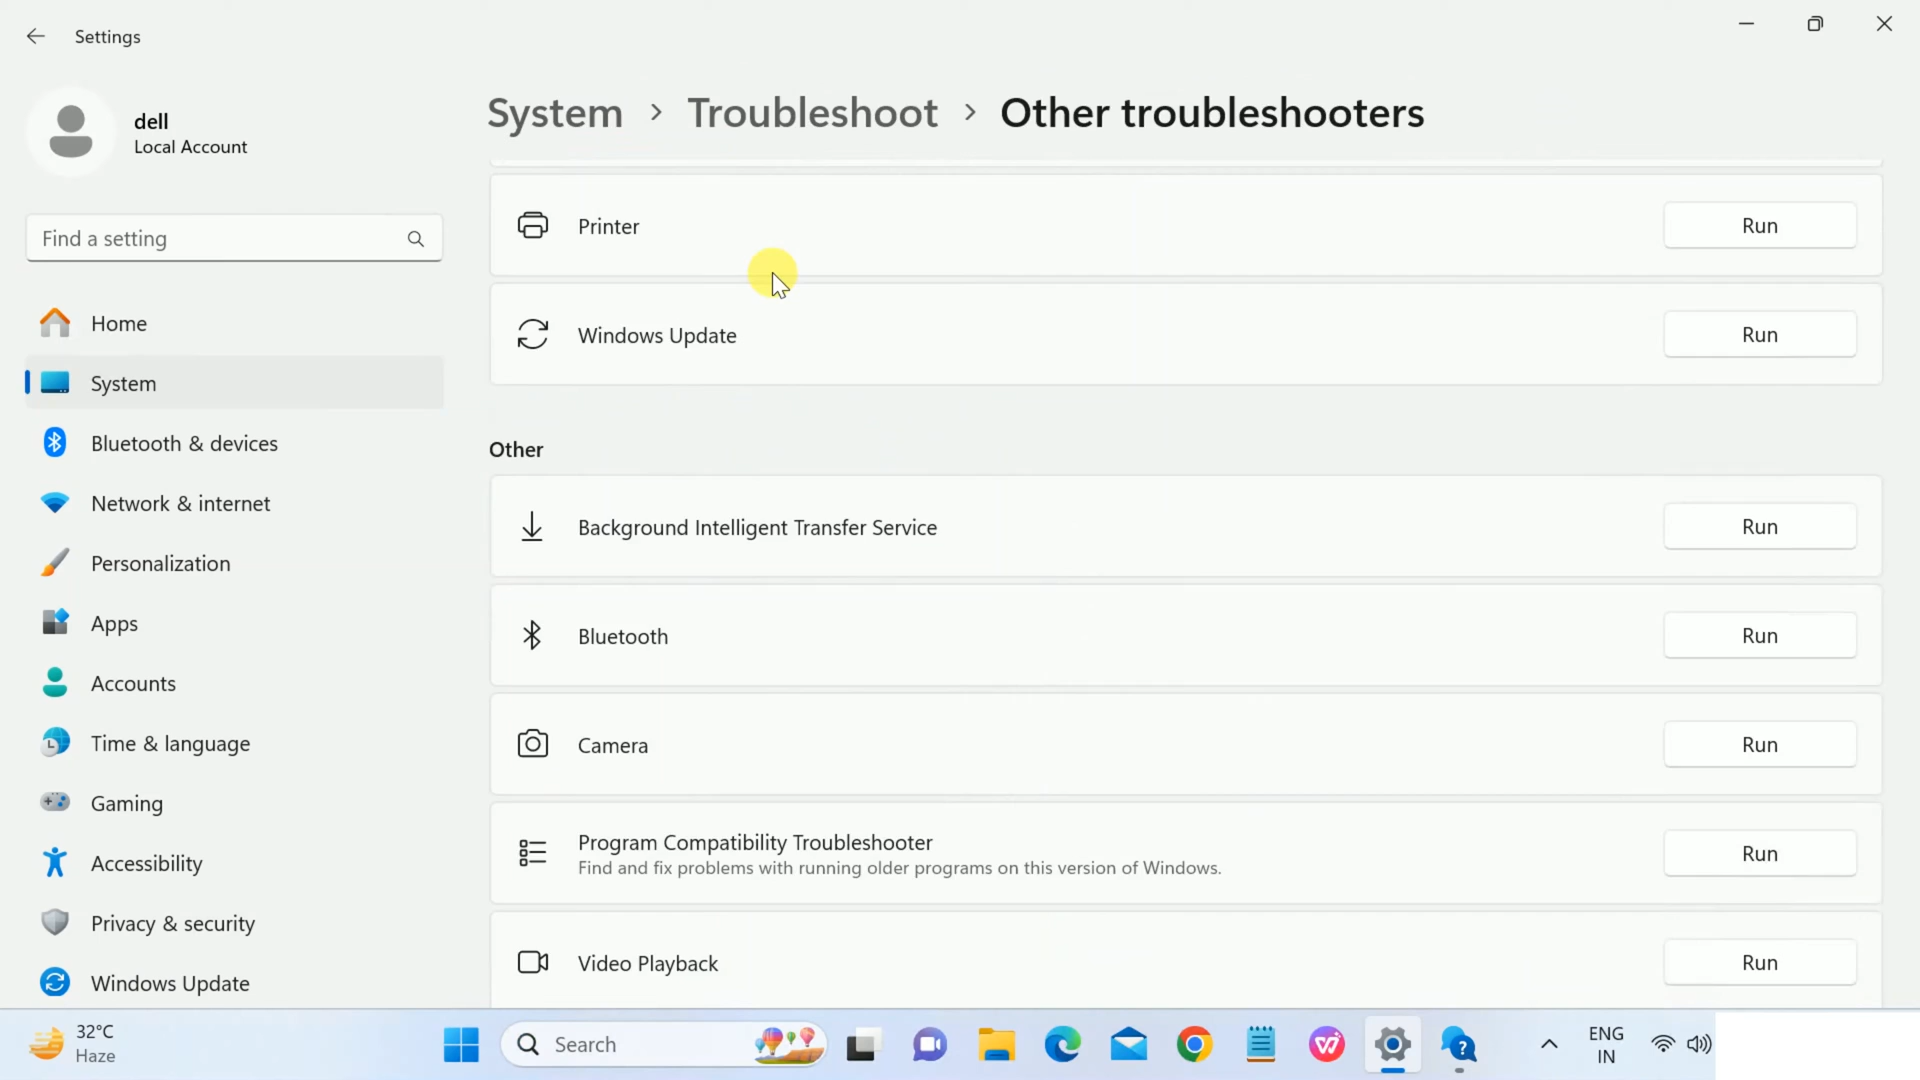 Settings
dell
Local Account
Find a setting
Home
System
Bluetooth & devices
Network & internet
Personalization
Apps
Accounts
Time & language
Gaming
Accessibility
Privacy & security
Windows Update
System > Troubleshoot > Other troubleshooters
Printer Run
Windows Update Run
Other
Background Intelligent Transfer Service Run
Bluetooth Run
Camera Run
Program Compatibility Troubleshooter
Find and fix problems with running older programs on this version of Windows.
Run
Video Playback Run
32°C
Haze
Search
ENG
IN